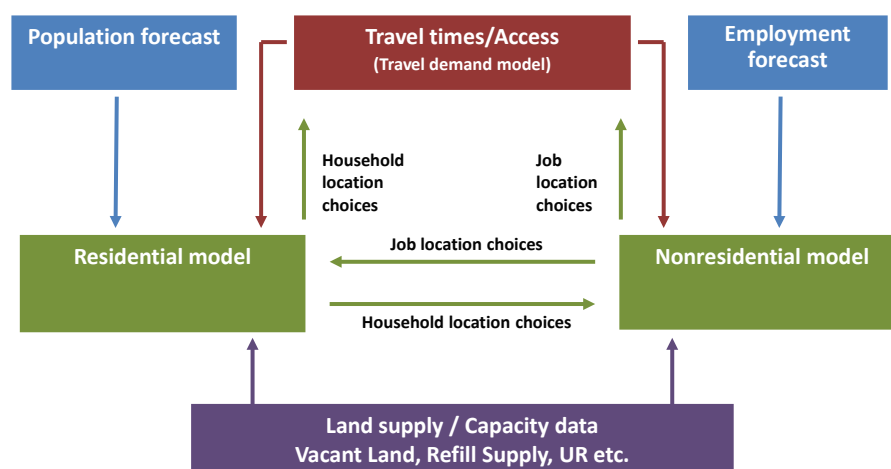 Population forecast
Travel times/Access
(Travel demand model)
Employment
forecast
Household
location
choices
Job
location
choices
Residential model
Job location choices
Nonresidential model
Household location choices
Land supply / Capacity data
Vacant Land, Refill Supply, UR etc.